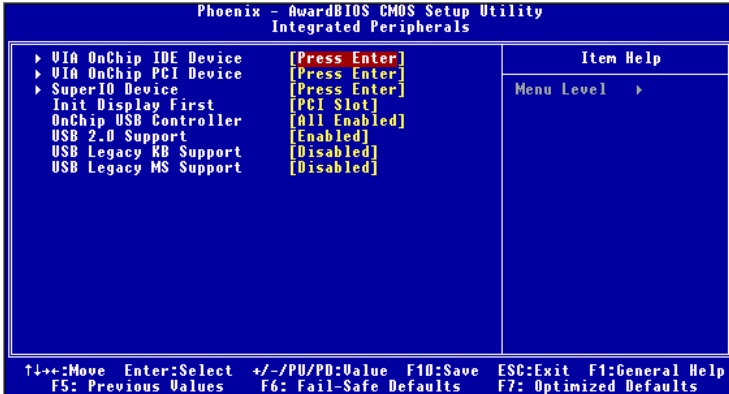 Phoenix - AwardBIOS CMOS Setup Utility
Integrated Peripherals
VIA OnChip IDE Device [Press Enter]
VIA OnChip PCI Device [Press Enter]
SuperIO Device [Press Enter]
Init Display First [PCI Slot]
OnChip USB Controller [All Enabled]
USB 2.0 Support [Enabled]
USB Legacy KB Support [Disabled]
USB Legacy MS Support [Disabled]
Item Help
Menu Level
↑↓→←:Move Enter:Select +/-/PU/PD:Value F10:Save ESC:Exit F1:General Help
F5: Previous Values F6: Fail-Safe Defaults F7: Optimized Defaults